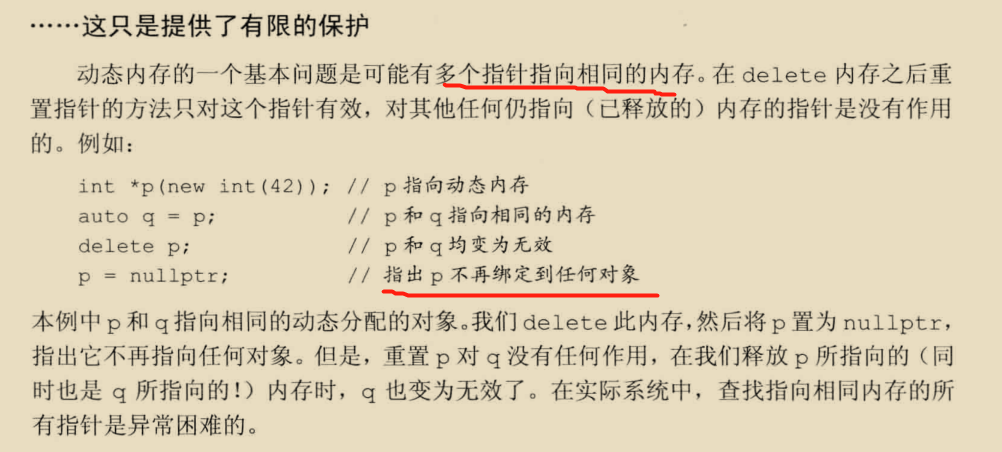 ……这只是提供了有限的保护
动态内存的一个基本问题是可能有多个指针指向相同的内存。在 delete 内存之后重
置指针的方法只对这个指针有效，对其他任何仍指向（已释放的）内存的指针是没有作用
的。例如：
int *p(new int(42)); // p 指向动态内存
auto q = p; // p 和 q 指向相同的内存
delete p; // p 和 q 均变为无效
p = nullptr; // 指出 p 不再绑定到任何对象
本例中 p 和 q 指向相同的动态分配的对象。我们 delete 此内存，然后将 p 置为 nullptr，
指出它不再指向任何对象。但是，重置 p 对 q 没有任何作用，在我们释放 p 所指向的（同
时也是 q 所指向的！）内存时，q 也变为无效了。在实际系统中，查找指向相同内存的所
有指针是异常困难的。